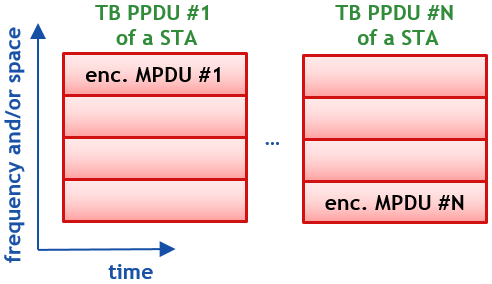 TB PPDU #1
of a STA
TB PPDU #N
of a STA
frequency and/or space
enc. MPDU #1
...
enc. MPDU #N
time